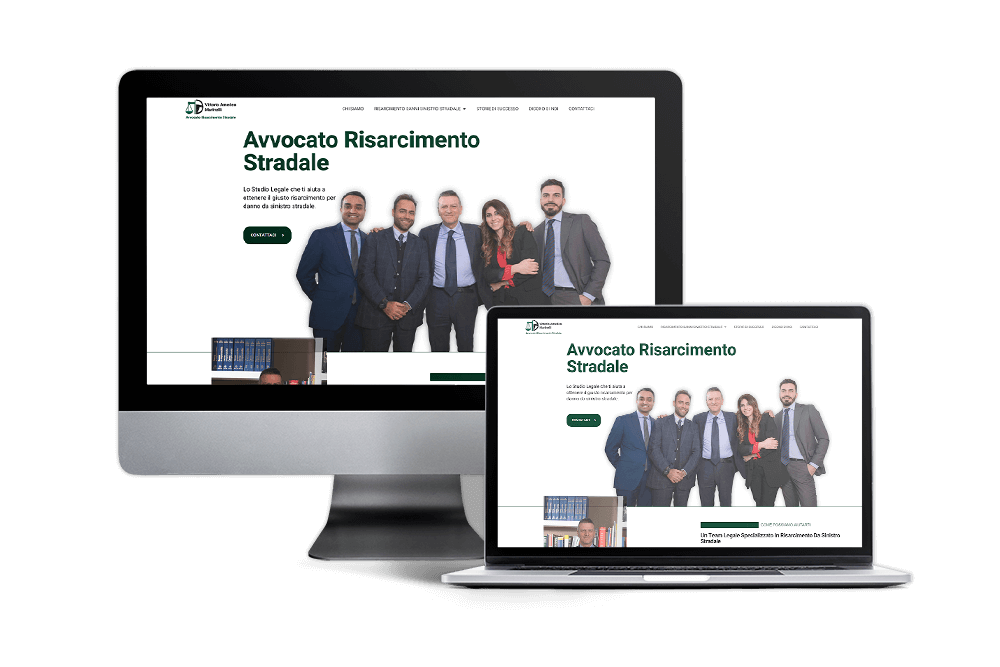 Vittorio Amedeo
Marinelli
Avvocato Risarcimento Stradale
CHI SIAMO RISARCIMENTO DANNI SINISTRO STRADALE STORIE DI SUCCESSO DICONO DI NOI CONTATTACI
Avvocato Risarcimento
Stradale
Lo Studio Legale che ti aiuta a
ottenere il giusto risarcimento per
danno da sinistro stradale.
CONTATTACI >
CHI SIAMO RISARCIMENTO DANNI SINISTRO STRADALE STORIE DI SUCCESSO DICONO DI NOI CONTATTACI
Avvocato Risarcimento
Stradale
Lo Studio Legale che ti aiuta a
ottenere il giusto risarcimento per
danno da sinistro stradale.
CONTATTACI >
COME POSSIAMO AIUTARTI
Un Team Legale Specializzato In Risarcimento Da Sinistro
Stradale